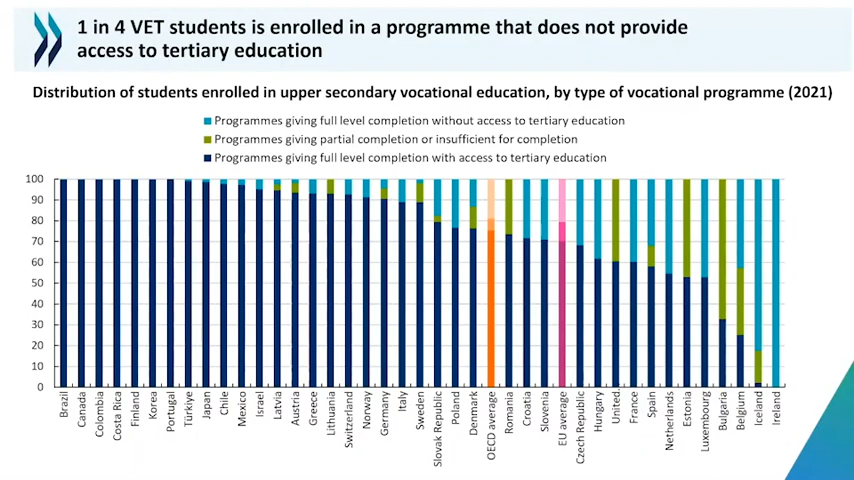 1 in 4 VET students is enrolled in a programme that does not provide
access to tertiary education
Distribution of students enrolled in upper secondary vocational education, by type of vocational programme (2021)
Programmes giving full level completion without access to tertiary education
Programmes giving partial completion or insufficient for completion
Programmes giving full level completion with access to tertiary education
100
90
80
70
60
50
40
30
20
10
0
Brazil
Canada
Colombia
Costa Rica
Finland
Korea
Portugal
Türkiye
Japan
Chile
Mexico
Israel
Latvia
Austria
Greece
Lithuania
Switzerland
Norway
Germany
Italy
Sweden
Slovak Republic
Poland
Denmark
OECD average
Romania
Croatia
Slovenia
EU average
Czech Republic
Hungary
United.
France
Spain
Netherlands
Estonia
Luxembourg
Bulgaria
Belgium
Iceland
Ireland